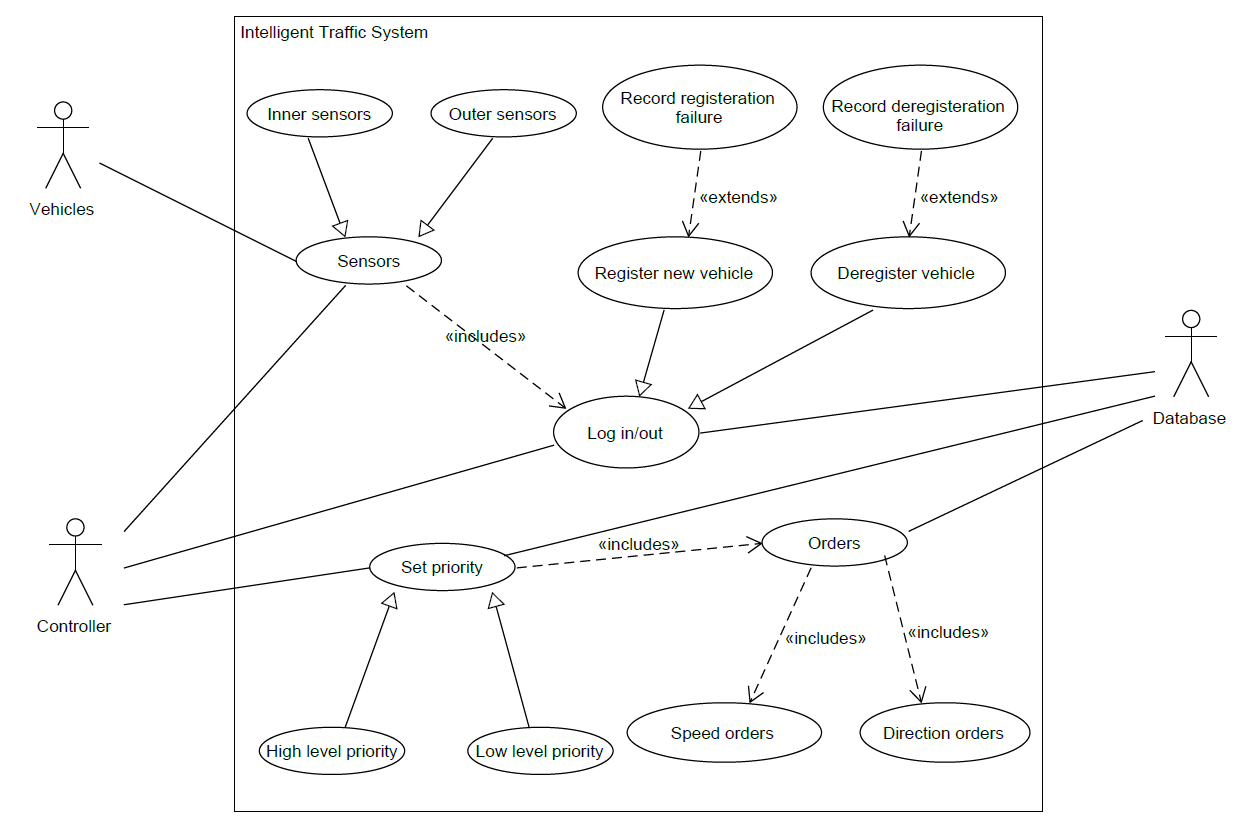 Intelligent Traffic System
Inner sensors
Outer sensors
Record registeration
failure
Record deregisteration
failure
Vehicles
«extends»
«extends»
Sensors
Register new vehicle
Deregister vehicle
«includes»
Database
Log in/out
Controller
Set priority
«includes»
Orders
«includes»
«includes»
High level priority
Low level priority
Speed orders
Direction orders